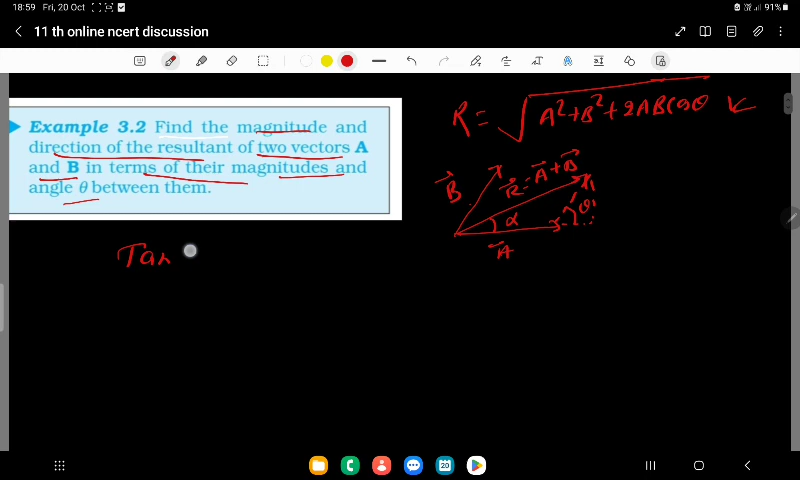 18:59 Fri, 20 Oct
91%
11 th online ncert discussion
Example 3.2 Find the magnitude and
direction of the resultant of two vectors A
and B in terms of their magnitudes and
angle θ between them.
R = √A²+B²+2ABCosθ
B⃗
R⃗ = A⃗ + B⃗
α
θ
A⃗
Tan
20